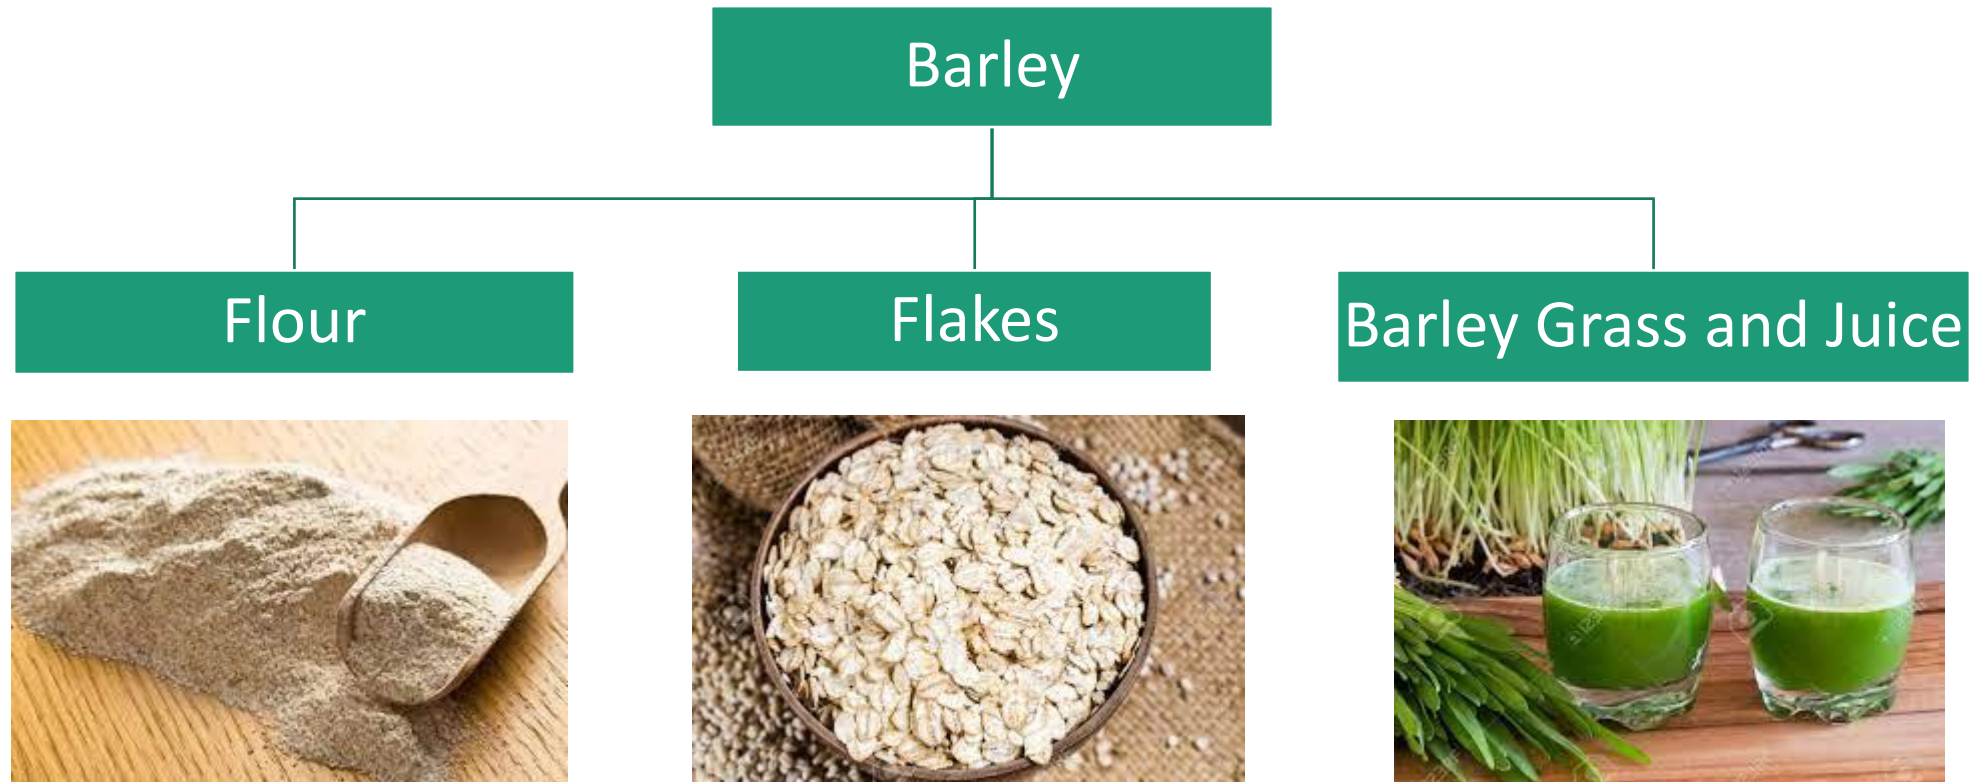 Barley
Flour
Flakes
Barley Grass and Juice